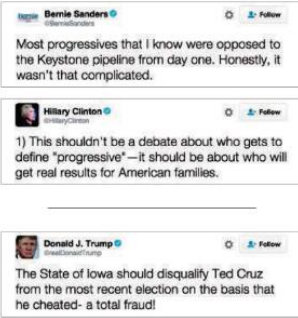 Bernie Sanders
@BernieSanders
Follow
Most progressives that I know were opposed to
the Keystone pipeline from day one. Honestly, it
wasn't that complicated.
Hillary Clinton
@HillaryClinton
Follow
1) This shouldn't be a debate about who gets to
define "progressive"—it should be about who will
get real results for American families.
Donald J. Trump
@realDonaldTrump
Follow
The State of Iowa should disqualify Ted Cruz
from the most recent election on the basis that
he cheated- a total fraud!